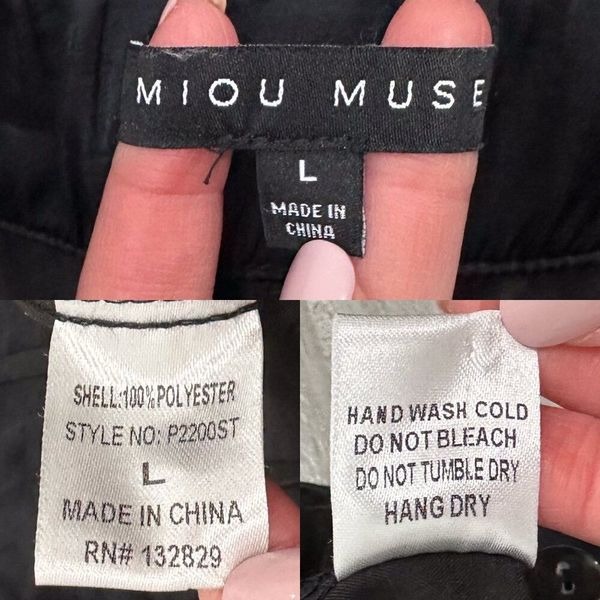 MIOU MUSE
L
MADE IN
CHINA
SHELL:100%POLYESTER
STYLE NO: P2200ST
L
MADE IN CHINA
RN# 132829
HAND WASH COLD
DO NOT BLEACH
DO NOT TUMBLE DRY
HANG DRY